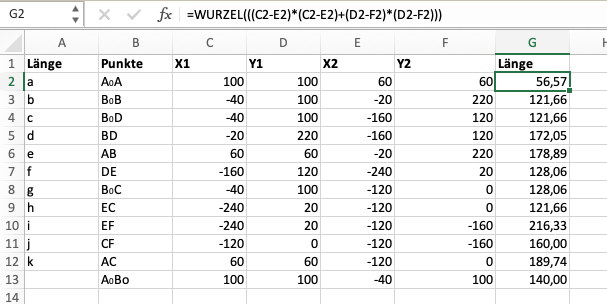 G2 fx =WURZEL(((C2-E2)*(C2-E2)+(D2-F2)*(D2-F2)))
A B C D E F G
1 Länge Punkte X1 Y1 X2 Y2 Länge
2 a A0A 100 100 60 60 56,57
3 b B0B -40 100 -20 220 121,66
4 c B0D -40 100 -160 120 121,66
5 d BD -20 220 -160 120 172,05
6 e AB 60 60 -20 220 178,89
7 f DE -160 120 -240 20 128,06
8 g B0C -40 100 -120 0 128,06
9 h EC -240 20 -120 0 121,66
10 i EF -240 20 -120 -160 216,33
11 j CF -120 0 -120 -160 160,00
12 k AC 60 60 -120 0 189,74
13 A0Bo 100 100 -40 100 140,00
14